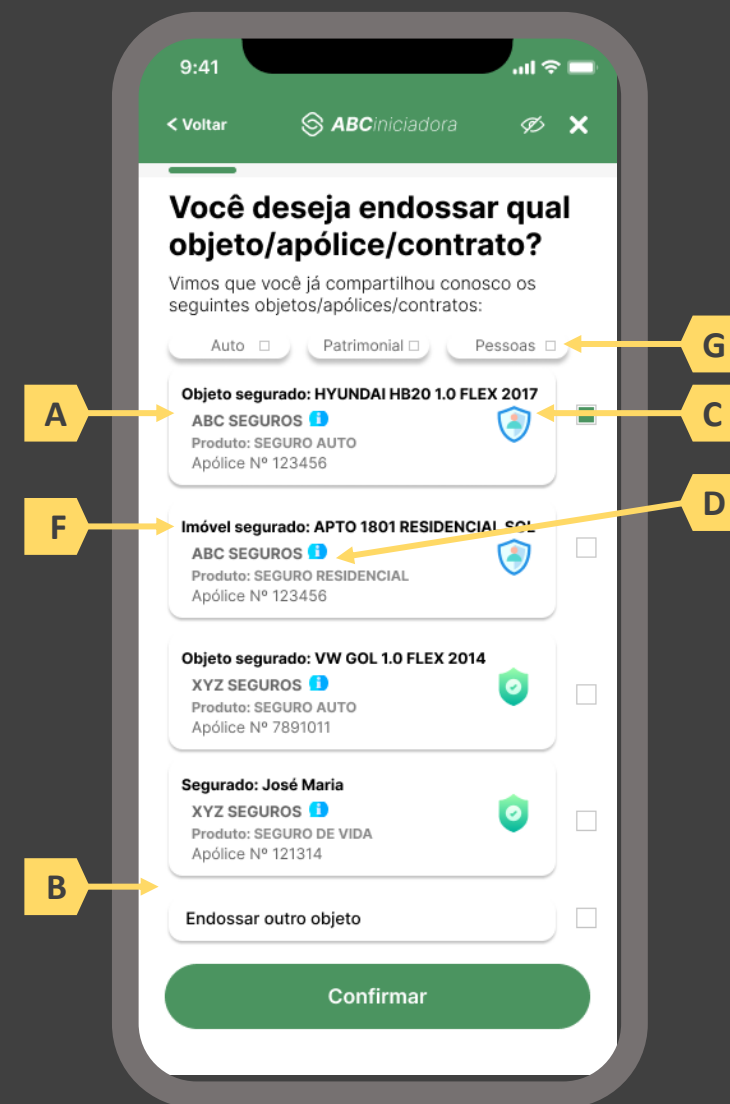 9:41
< Voltar
ABCiniciadora
Você deseja endossar qual
objeto/apólice/contrato?
Vimos que você já compartilhou conosco os
seguintes objetos/apólices/contratos:
Auto
Patrimonial
Pessoas
G
Objeto segurado: HYUNDAI HB20 1.0 FLEX 2017
A
ABC SEGUROS i
C
Produto: SEGURO AUTO
Apólice Nº 123456
D
Imóvel segurado: APTO 1801 RESIDENCIAL SOL
F
ABC SEGUROS i
Produto: SEGURO RESIDENCIAL
Apólice Nº 123456
Objeto segurado: VW GOL 1.0 FLEX 2014
XYZ SEGUROS i
Produto: SEGURO AUTO
Apólice Nº 7891011
Segurado: José Maria
XYZ SEGUROS i
Produto: SEGURO DE VIDA
Apólice Nº 121314
B
Endossar outro objeto
Confirmar